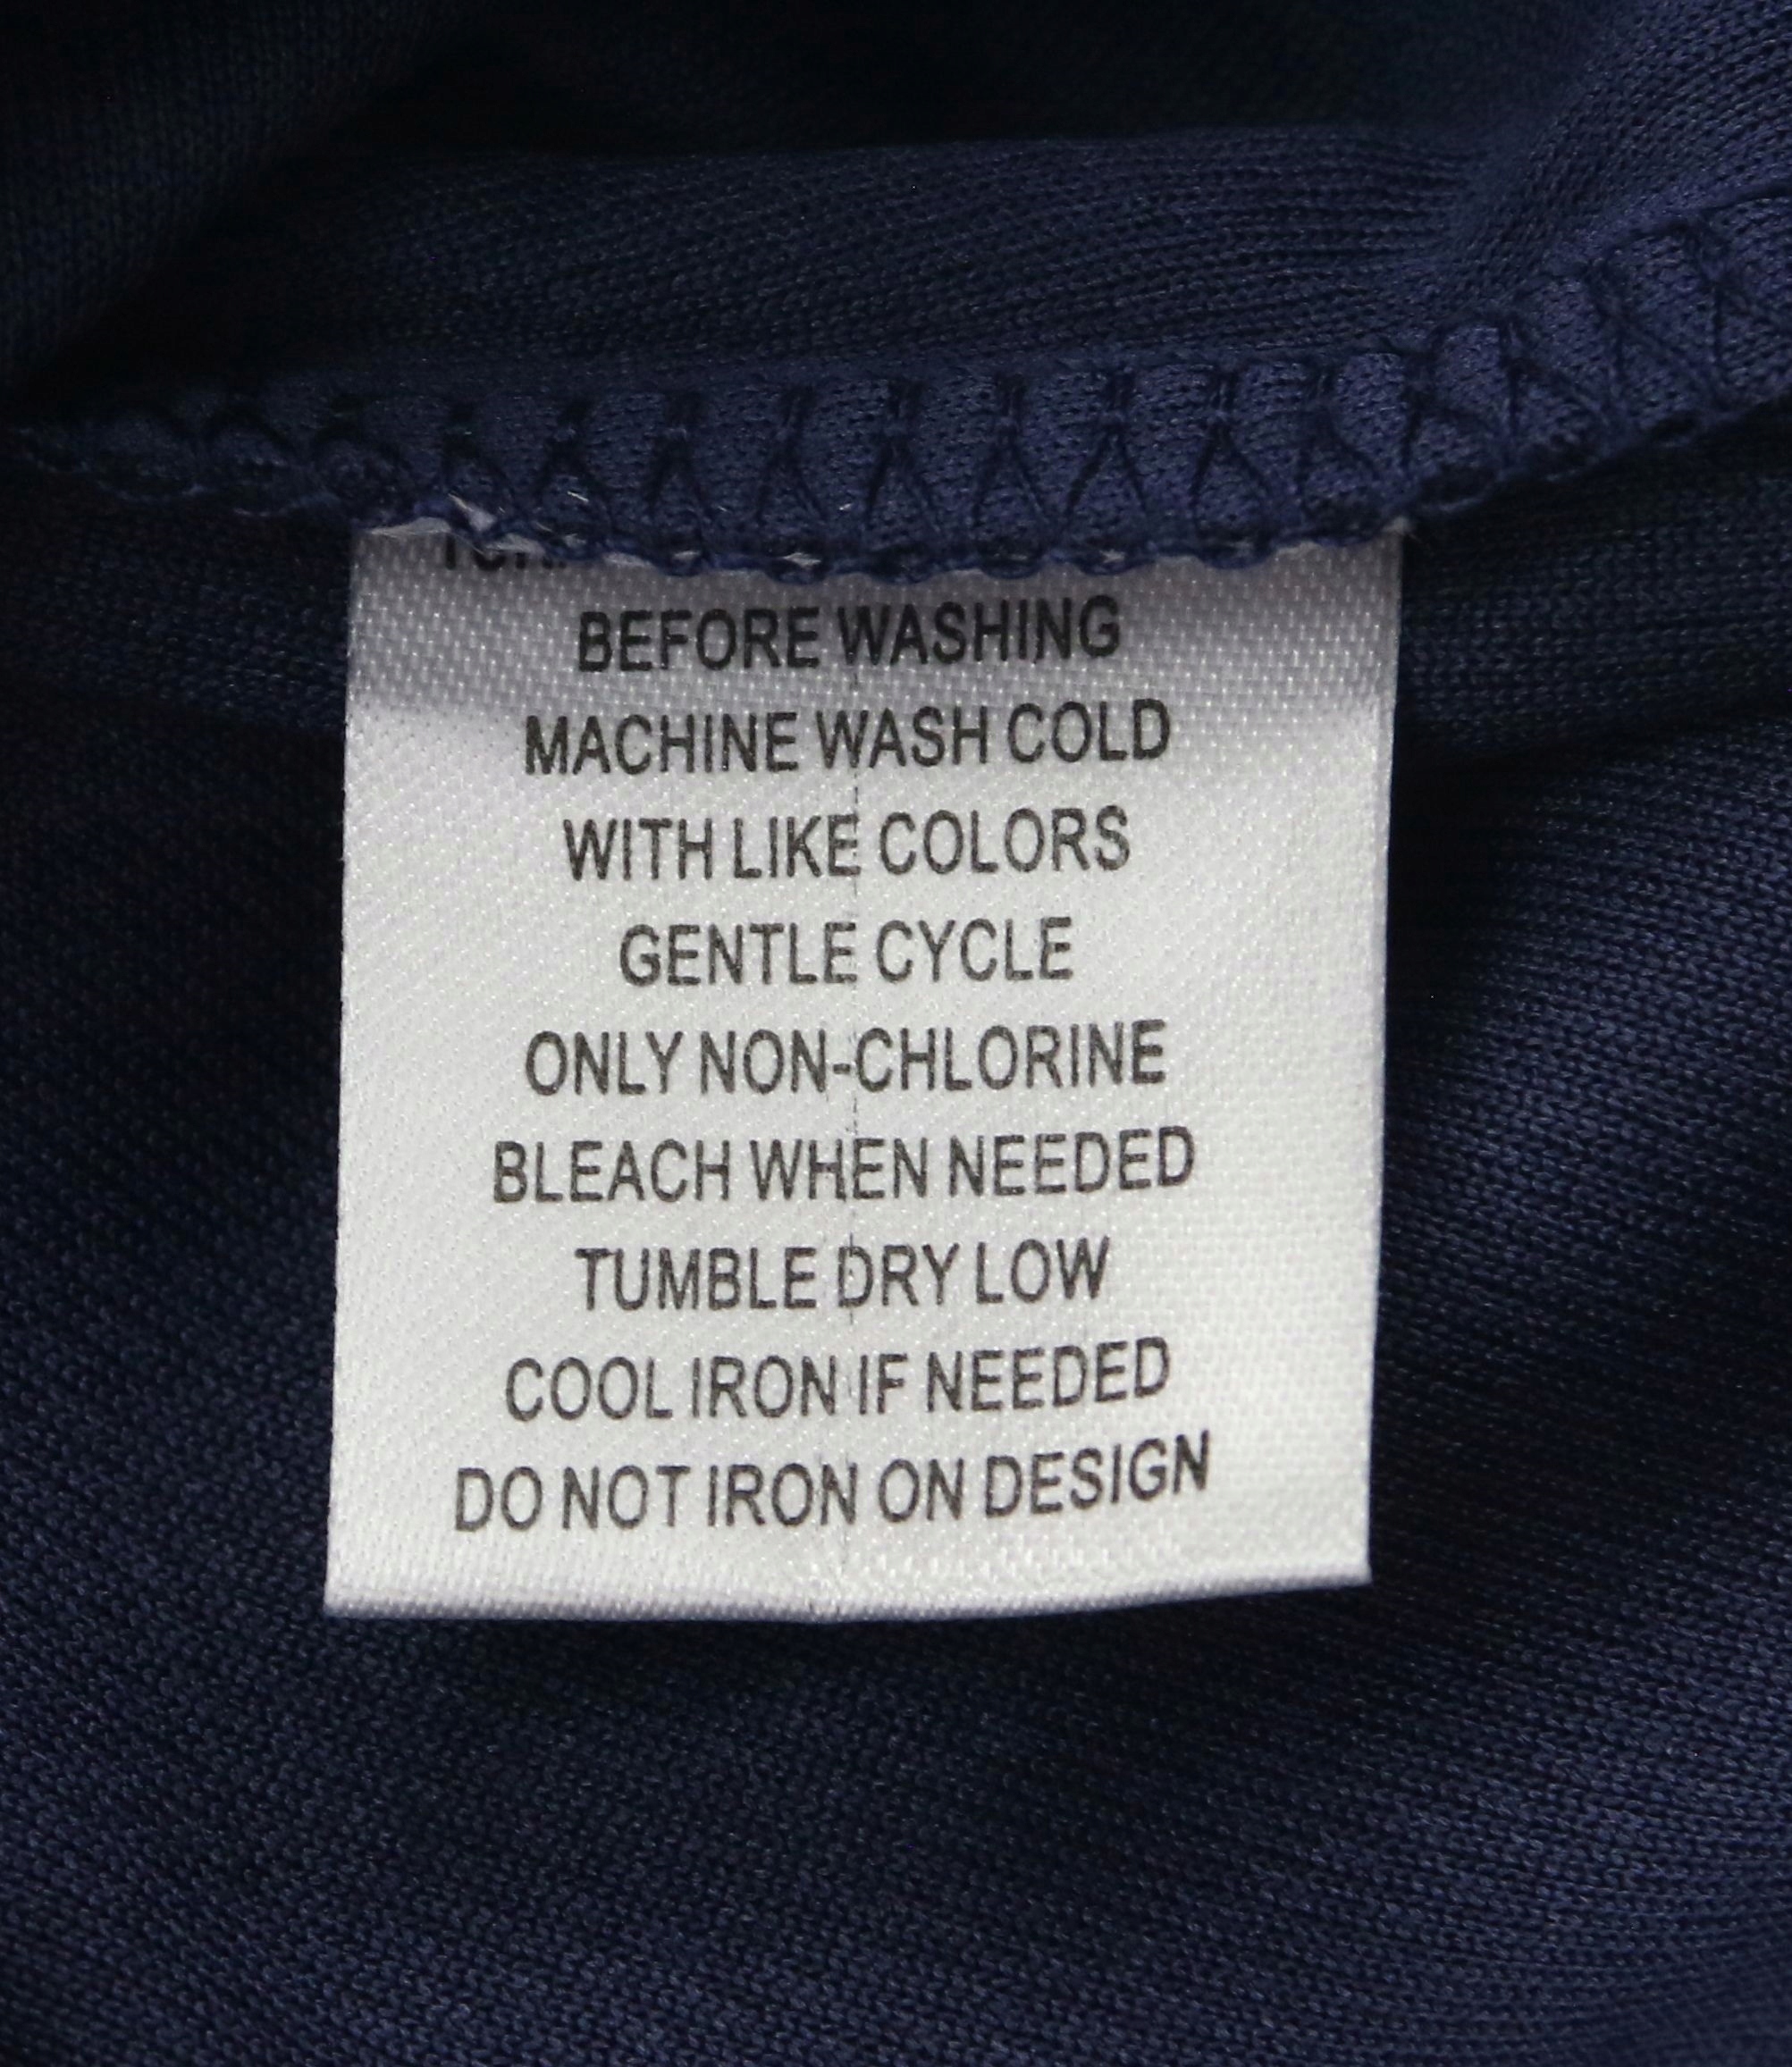 BEFORE WASHING
MACHINE WASH COLD
WITH LIKE COLORS
GENTLE CYCLE
ONLY NON-CHLORINE
BLEACH WHEN NEEDED
TUMBLE DRY LOW
COOL IRON IF NEEDED
DO NOT IRON ON DESIGN